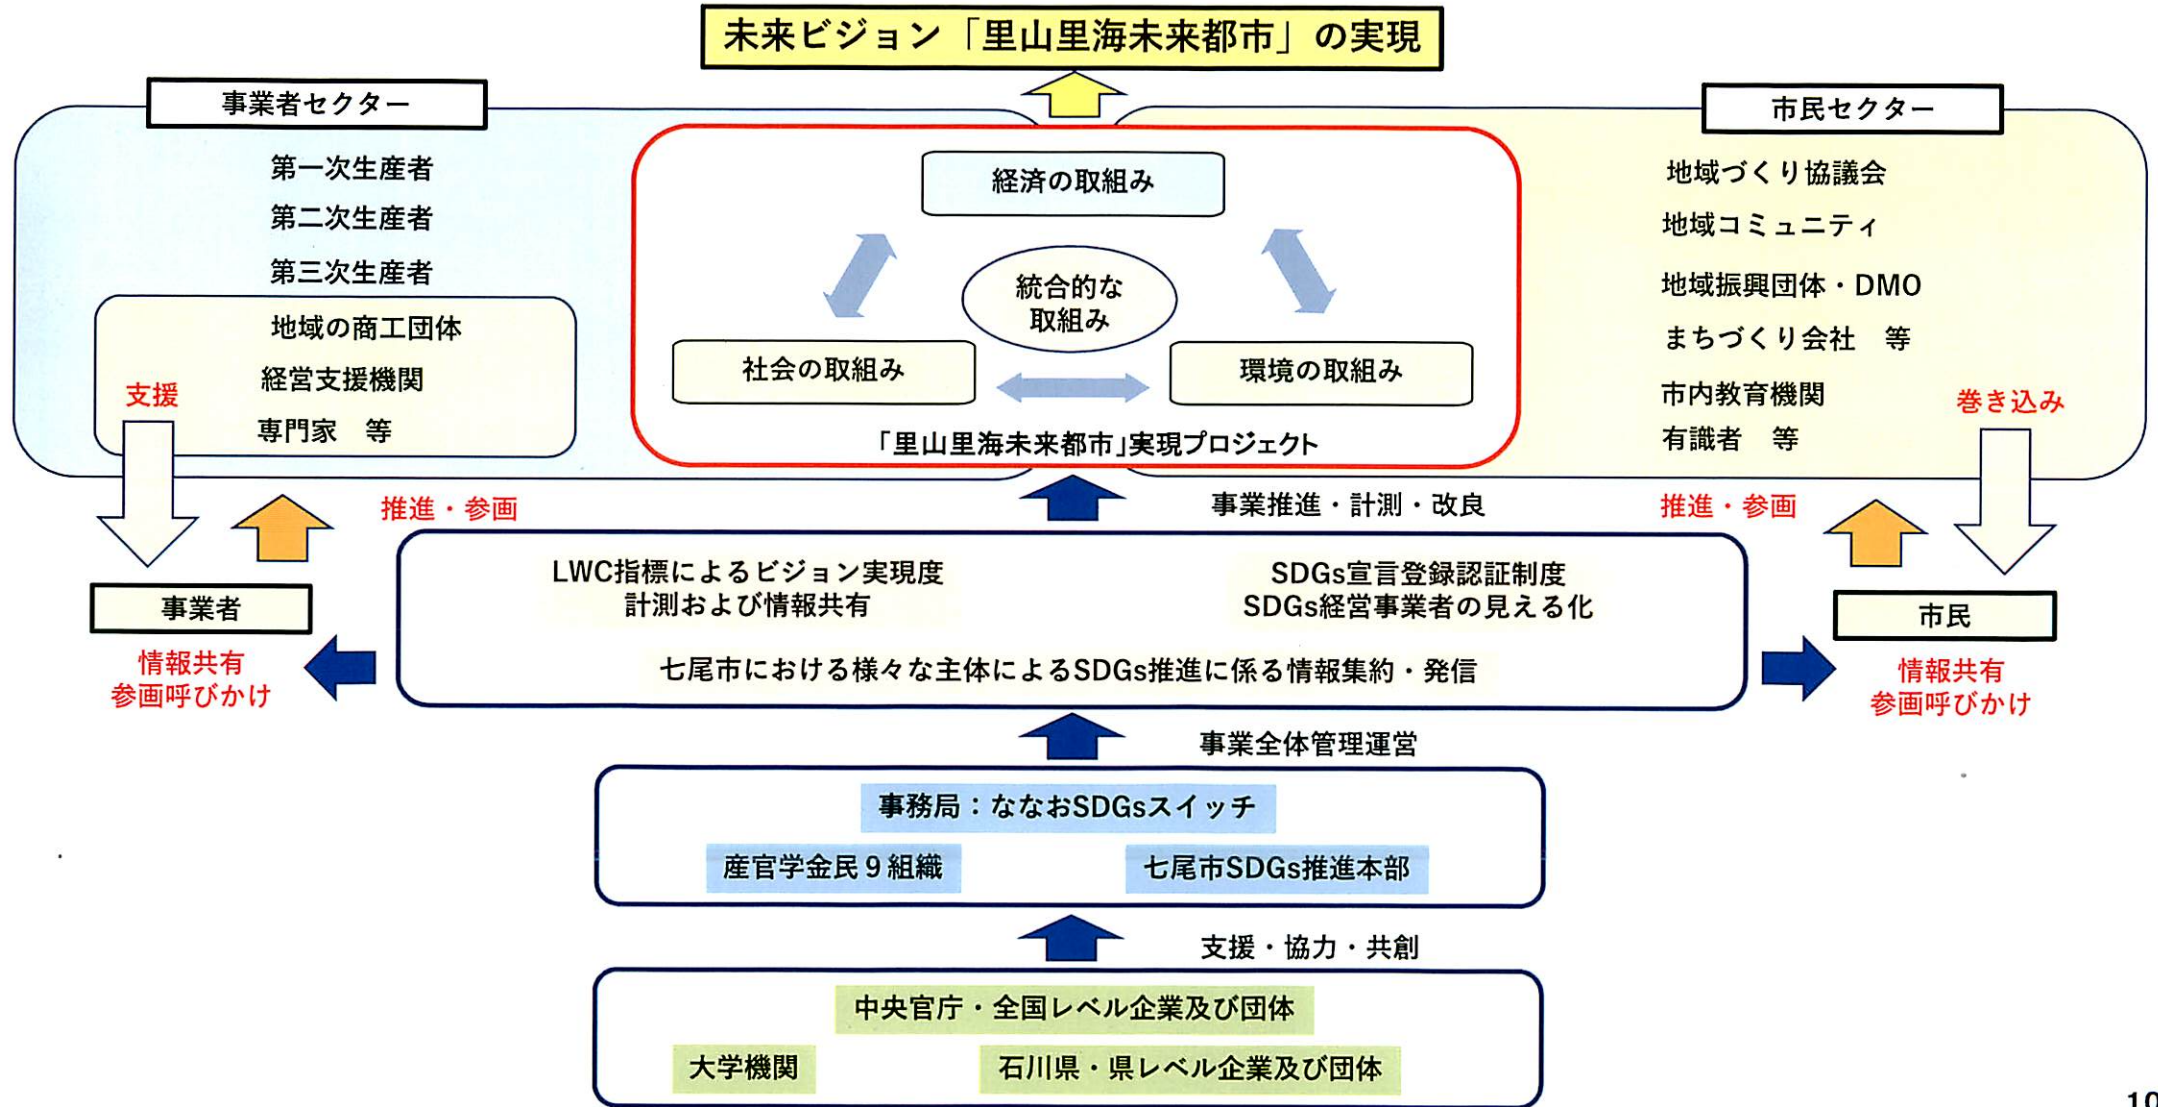 未来ビジョン「里山里海未来都市」の実現
事業者セクター
第一次生産者
第二次生産者
第三次生産者
地域の商工団体
経営支援機関
専門家　等
支援
経済の取組み
統合的な
取組み
社会の取組み
環境の取組み
「里山里海未来都市」実現プロジェクト
市民セクター
地域づくり協議会
地域コミュニティ
地域振興団体・DMO
まちづくり会社　等
市内教育機関
有識者　等
巻き込み
推進・参画
事業推進・計測・改良
推進・参画
事業者
情報共有
参画呼びかけ
LWC指標によるビジョン実現度
計測および情報共有
SDGs宣言登録認証制度
SDGs経営事業者の見える化
七尾市における様々な主体によるSDGs推進に係る情報集約・発信
市民
情報共有
参画呼びかけ
事業全体管理運営
事務局：ななおSDGsスイッチ
産官学金民９組織
七尾市SDGs推進本部
支援・協力・共創
中央官庁・全国レベル企業及び団体
大学機関
石川県・県レベル企業及び団体
10